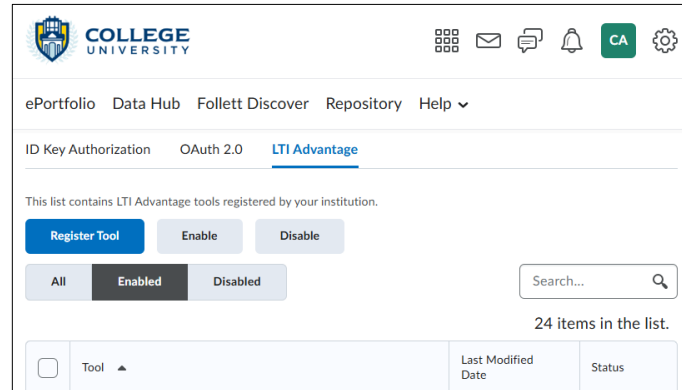 COLLEGE
UNIVERSITY
CA
ePortfolio Data Hub Follett Discover Repository Help
ID Key Authorization OAuth 2.0 LTI Advantage
This list contains LTI Advantage tools registered by your institution.
Register Tool Enable Disable
All Enabled Disabled Search...
24 items in the list.
Tool Last Modified Date Status